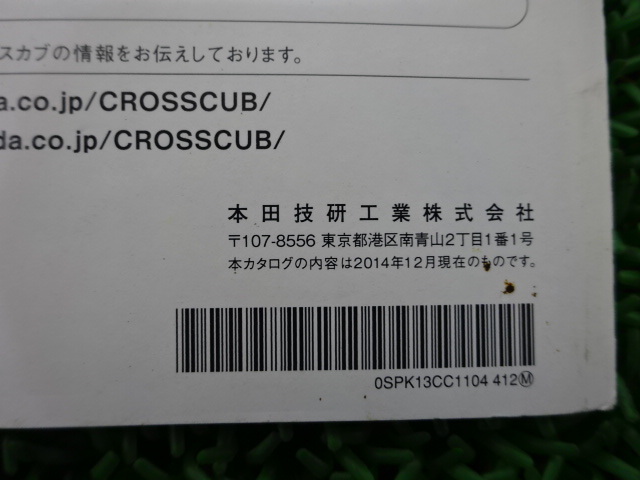 スカブの情報をお伝えしております。
a.co.jp/CROSSCUB/
da.co.jp/CROSSCUB/
本田技研工業株式会社
〒107-8556 東京都港区南青山2丁目1番1号
本カタログの内容は2014年12月現在のものです。
0SPK13CC1104 412Ⓜ